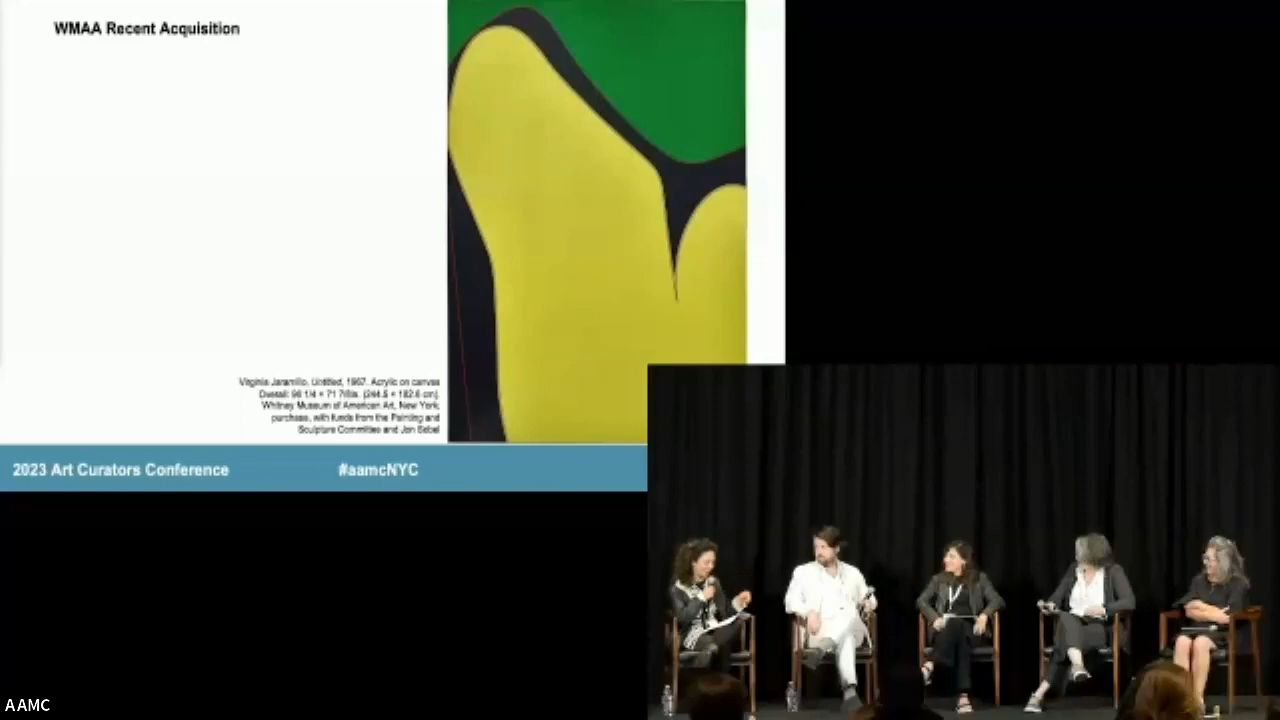 WMAA Recent Acquisition
Virginia Jaramillo, Untitled, 1967. Acrylic on canvas
Overall: 96 1/4 × 71 7/8in. (244.5 × 182.6 cm).
Whitney Museum of American Art, New York;
purchase, with funds from the Painting and
Sculpture Committee and Jon Sobel
2023 Art Curators Conference #aamcNYC
AAMC